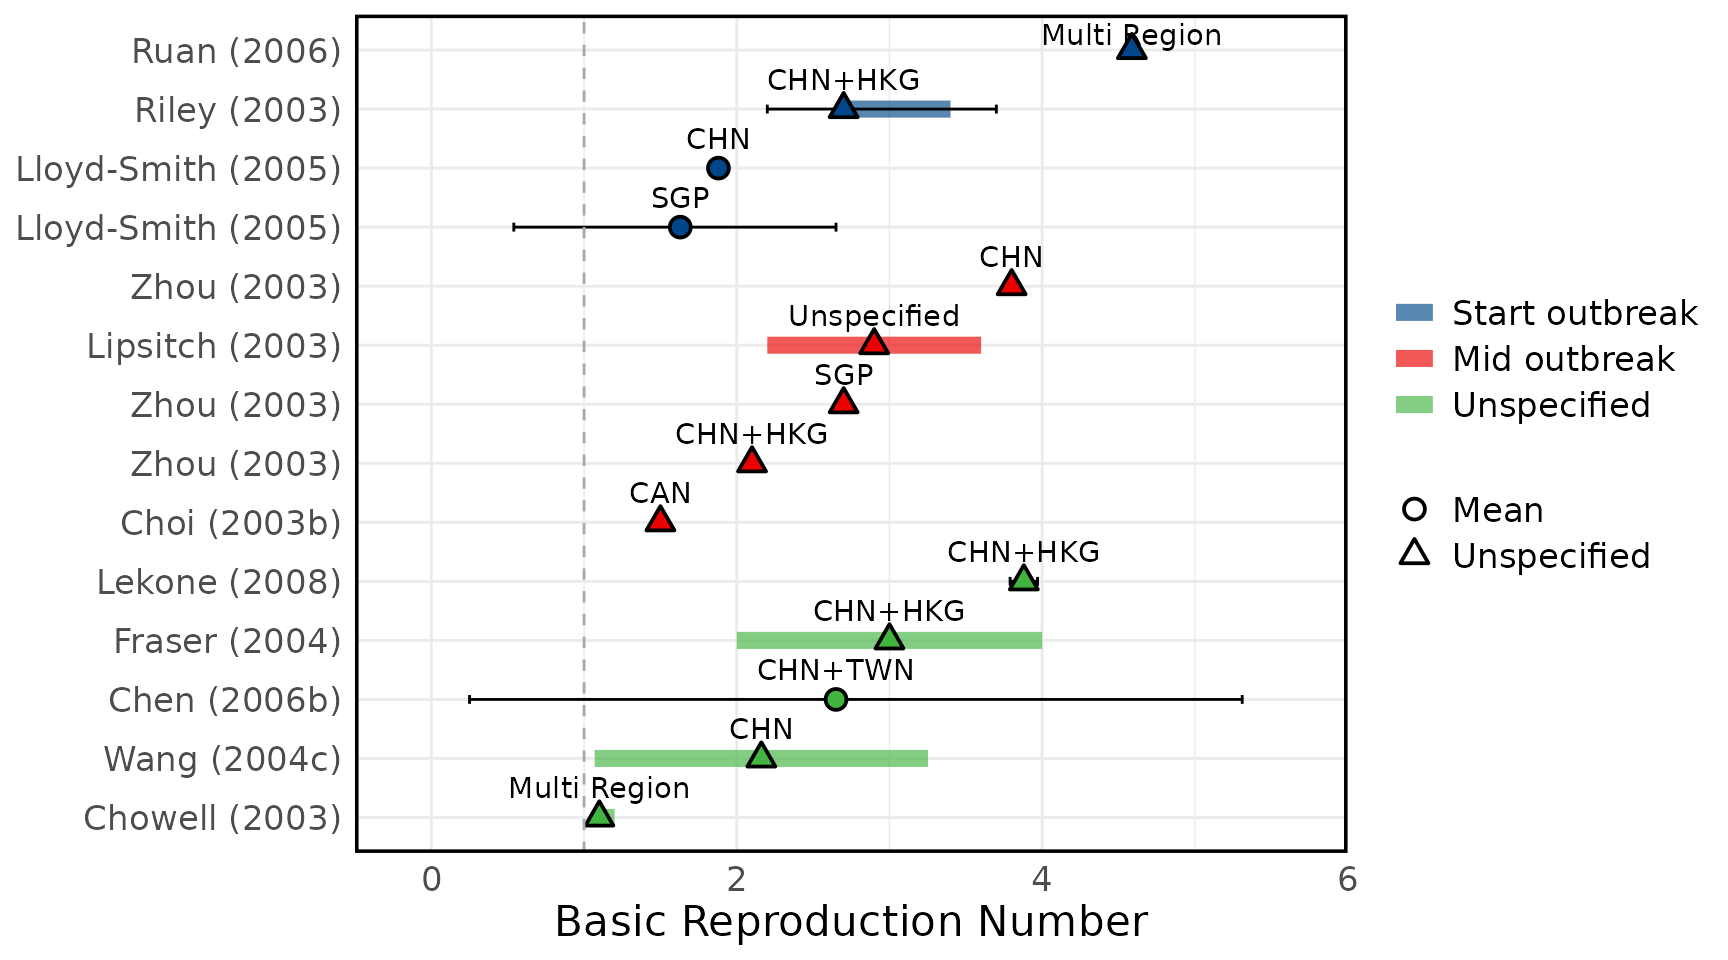 Multi Region
Ruan (2006)
CHN+HKG
Riley (2003)
CHN
Lloyd-Smith (2005)
SGP
Lloyd-Smith (2005)
CHN
Zhou (2003)
Unspecified
Lipsitch (2003)
SGP
Zhou (2003)
CHN+HKG
Zhou (2003)
CAN
Choi (2003b)
CHN+HKG
Lekone (2008)
CHN+HKG
Fraser (2004)
CHN+TWN
Chen (2006b)
CHN
Wang (2004c)
Multi Region
Chowell (2003)
0 2 4 6
Basic Reproduction Number
Start outbreak
Mid outbreak
Unspecified
Mean
Unspecified